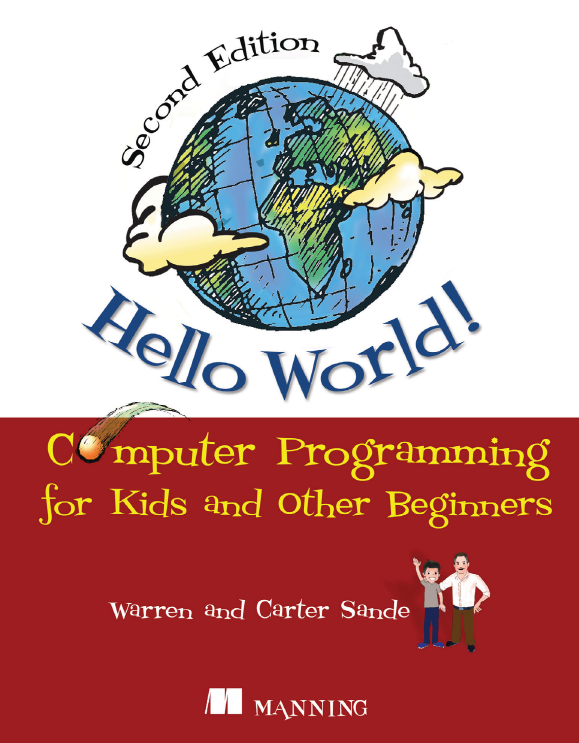 Second Edition
Hello World!
Computer Programming
for Kids and Other Beginners
Warren and Carter Sande
MANNING